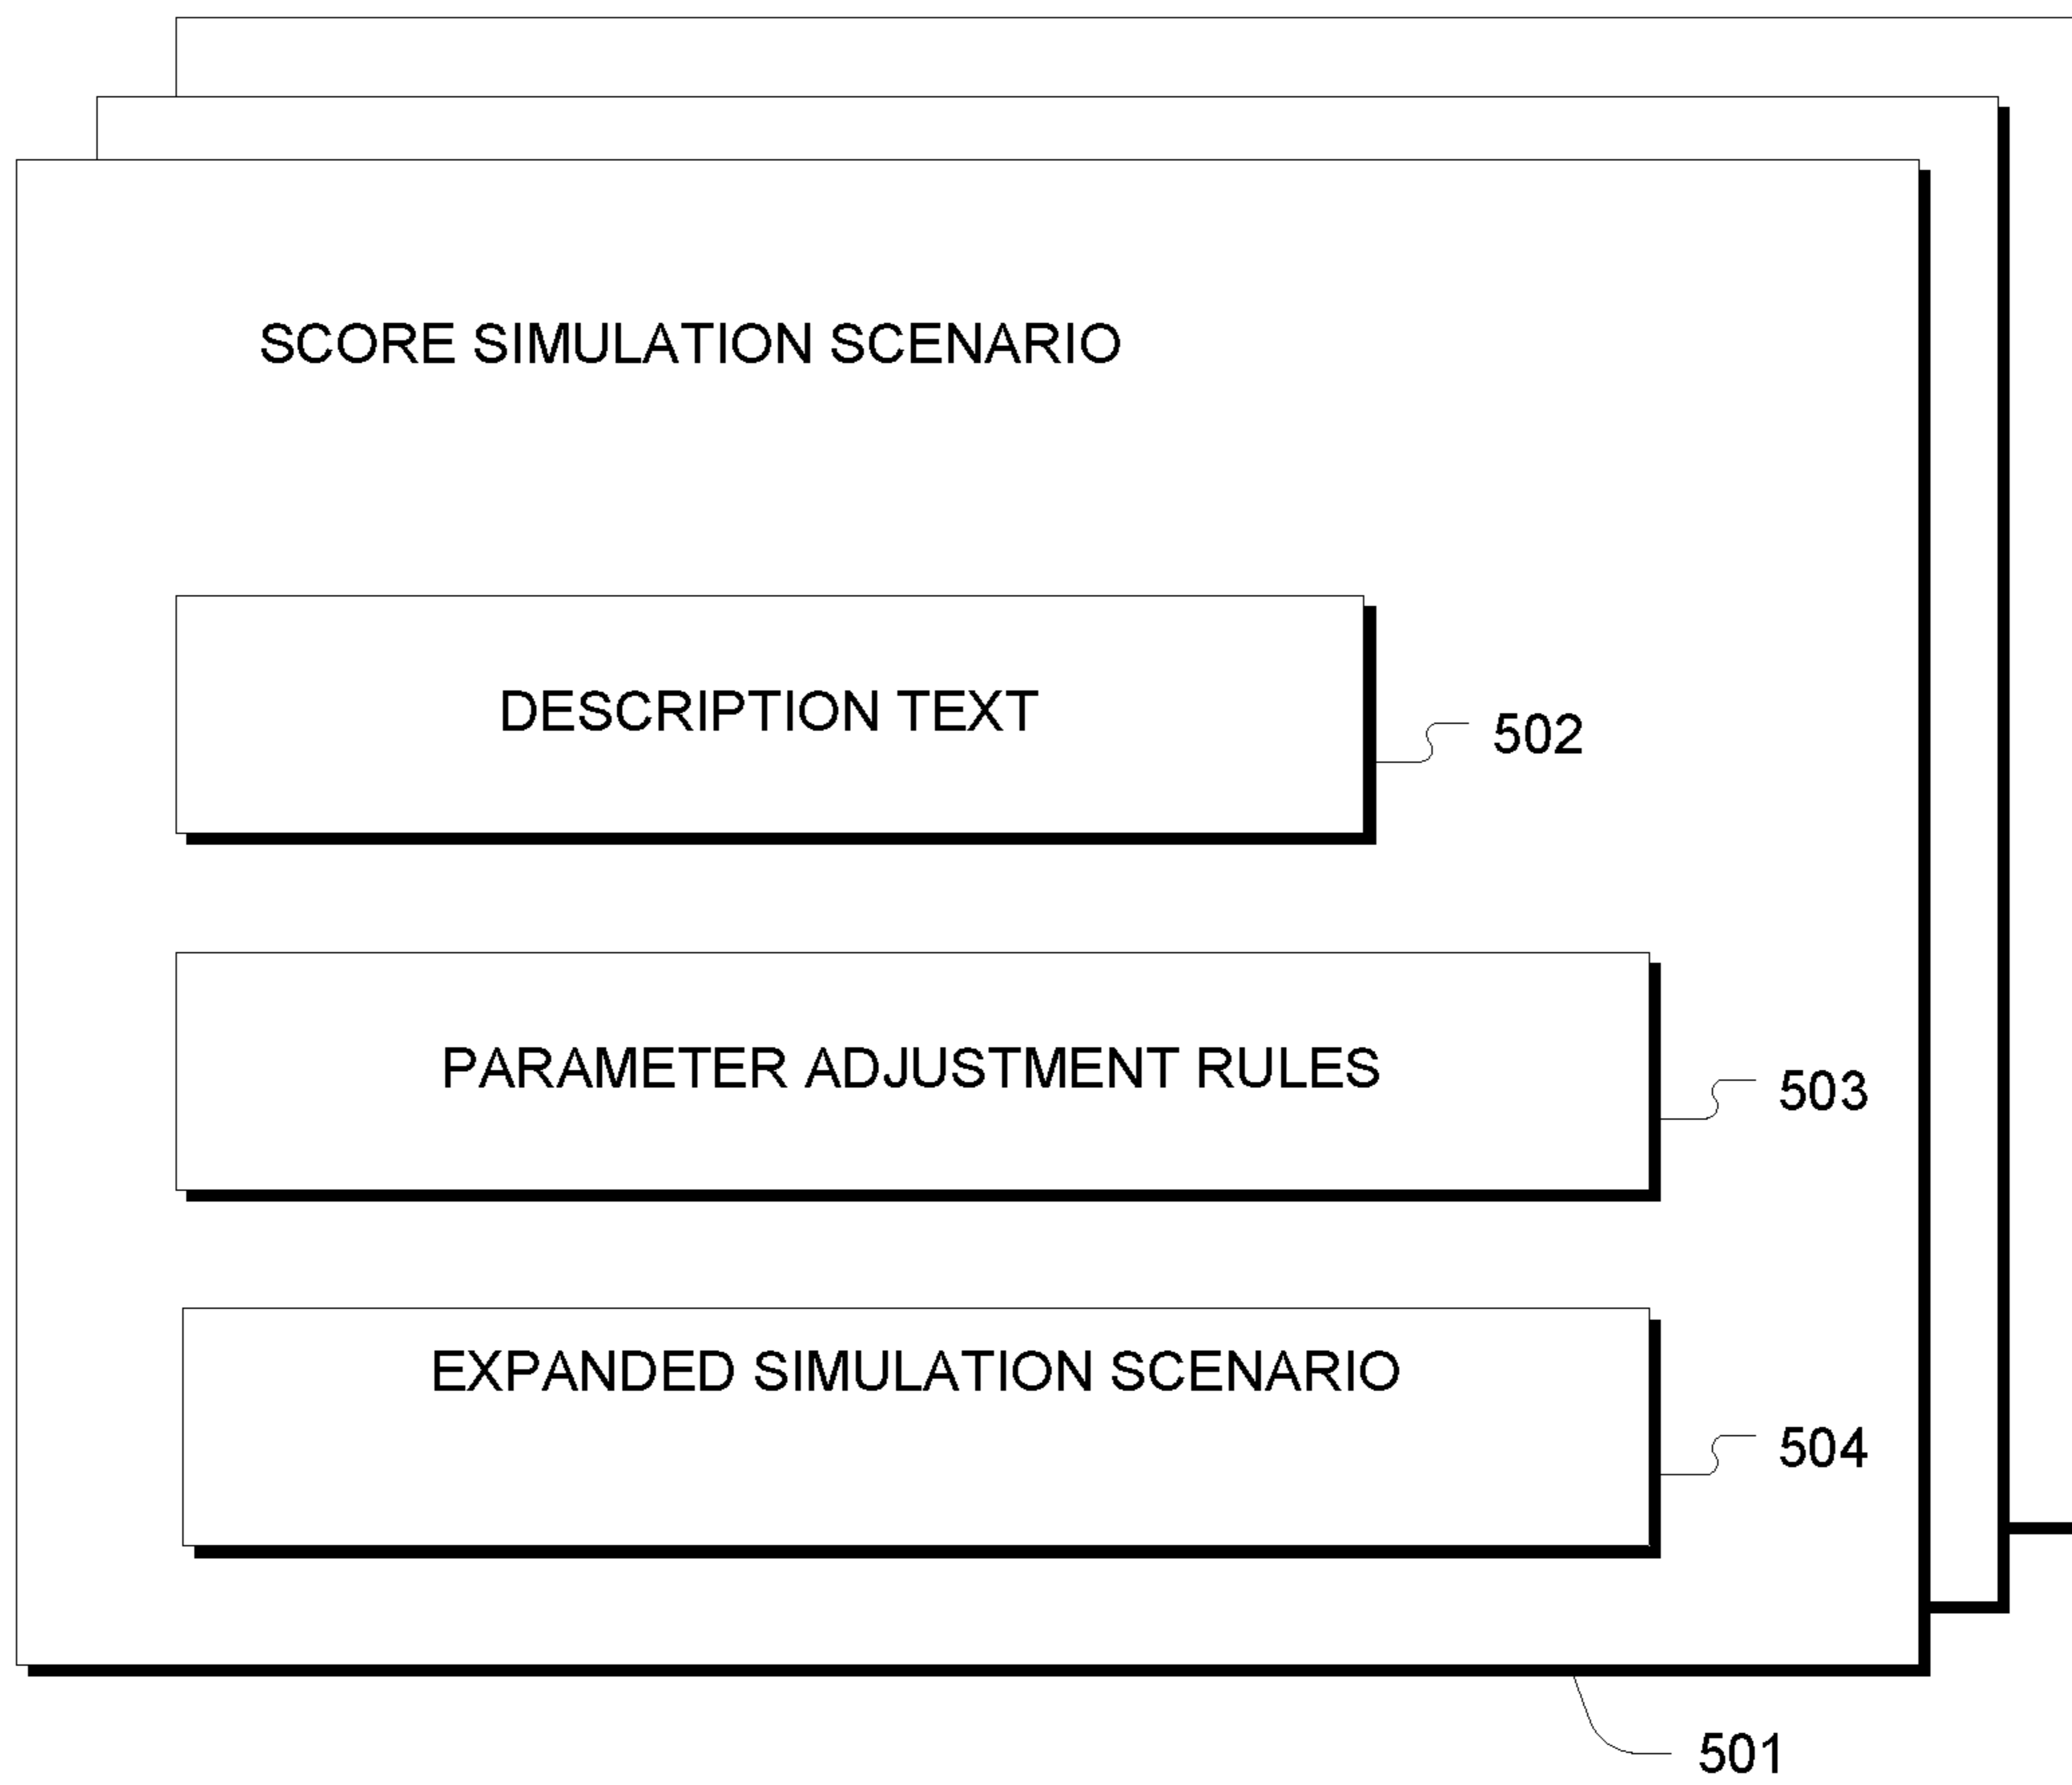 SCORE SIMULATION SCENARIO
DESCRIPTION TEXT
502
PARAMETER ADJUSTMENT RULES
503
EXPANDED SIMULATION SCENARIO
504
501